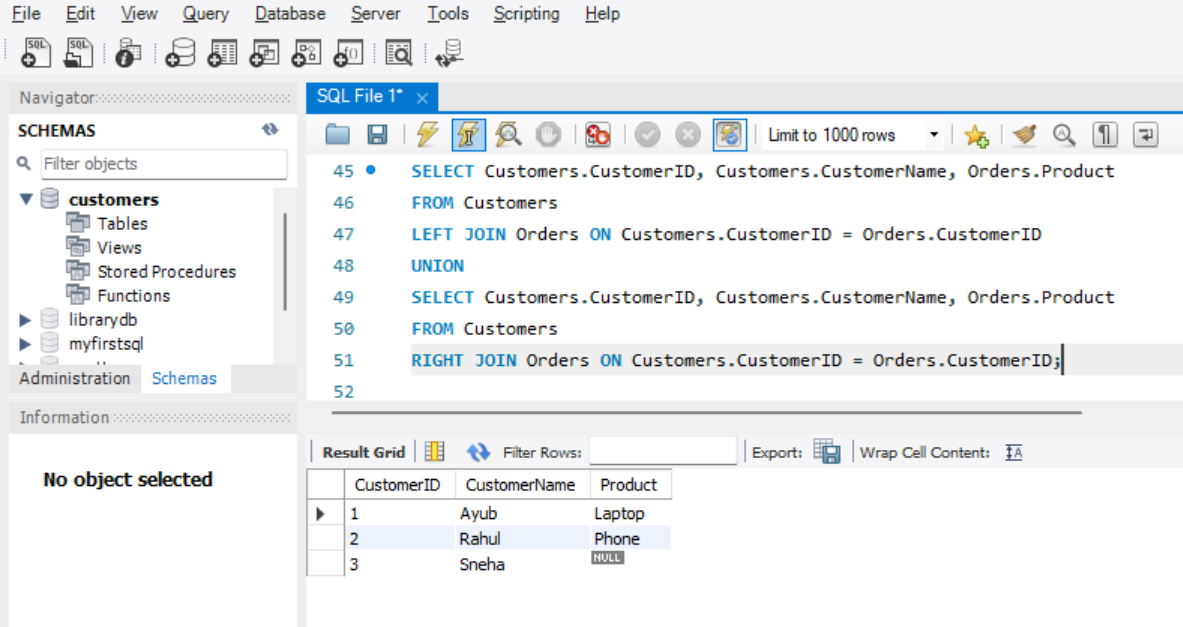 File Edit View Query Database Server Tools Scripting Help
SQL SQL
Navigator
SCHEMAS
Filter objects
customers
Tables
Views
Stored Procedures
Functions
librarydb
myfirstsql
Administration Schemas
Information
No object selected
SQL File 1*
Limit to 1000 rows
45 SELECT Customers.CustomerID, Customers.CustomerName, Orders.Product
46 FROM Customers
47 LEFT JOIN Orders ON Customers.CustomerID = Orders.CustomerID
48 UNION
49 SELECT Customers.CustomerID, Customers.CustomerName, Orders.Product
50 FROM Customers
51 RIGHT JOIN Orders ON Customers.CustomerID = Orders.CustomerID;
52
Result Grid Filter Rows: Export: Wrap Cell Content: IA
CustomerID CustomerName Product
1 Ayub Laptop
2 Rahul Phone
3 Sneha NULL